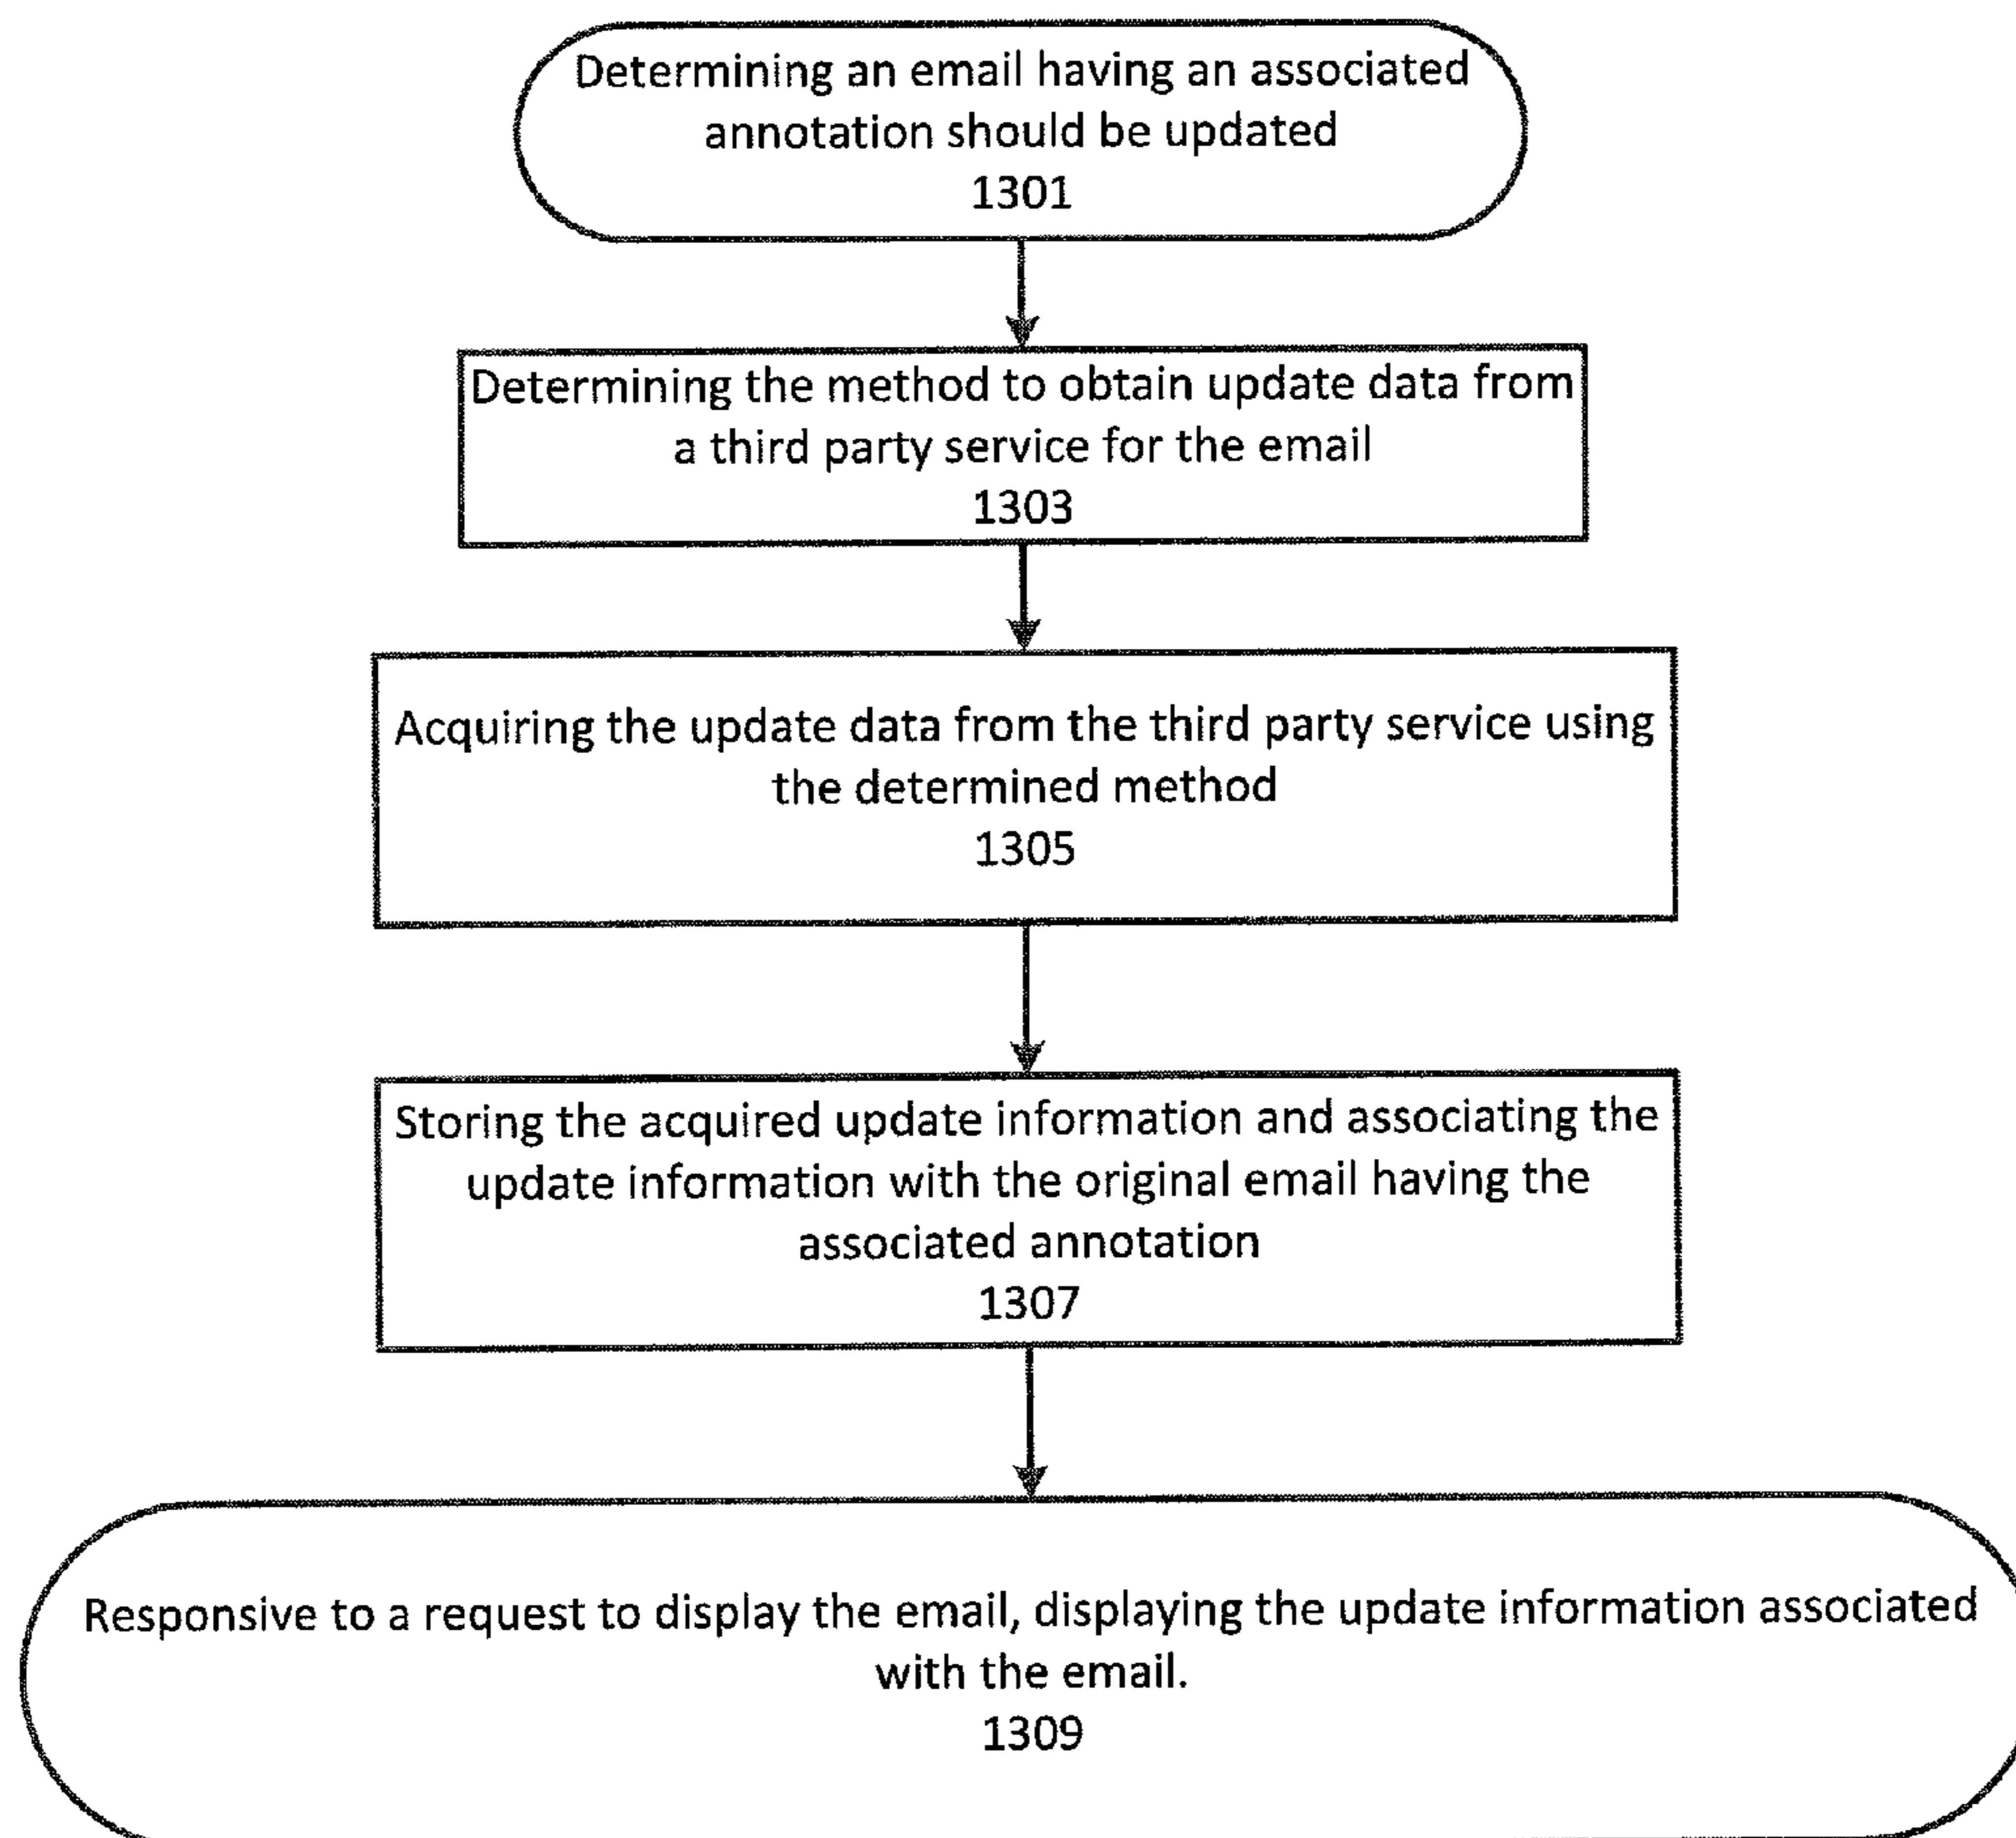 Determining an email having an associated
annotation should be updated
1301
Determining the method to obtain update data from
a third party service for the email
1303
Acquiring the update data from the third party service using
the determined method
1305
Storing the acquired update information and associating the
update information with the original email having the
associated annotation
1307
Responsive to a request to display the email, displaying the update information associated
with the email.
1309